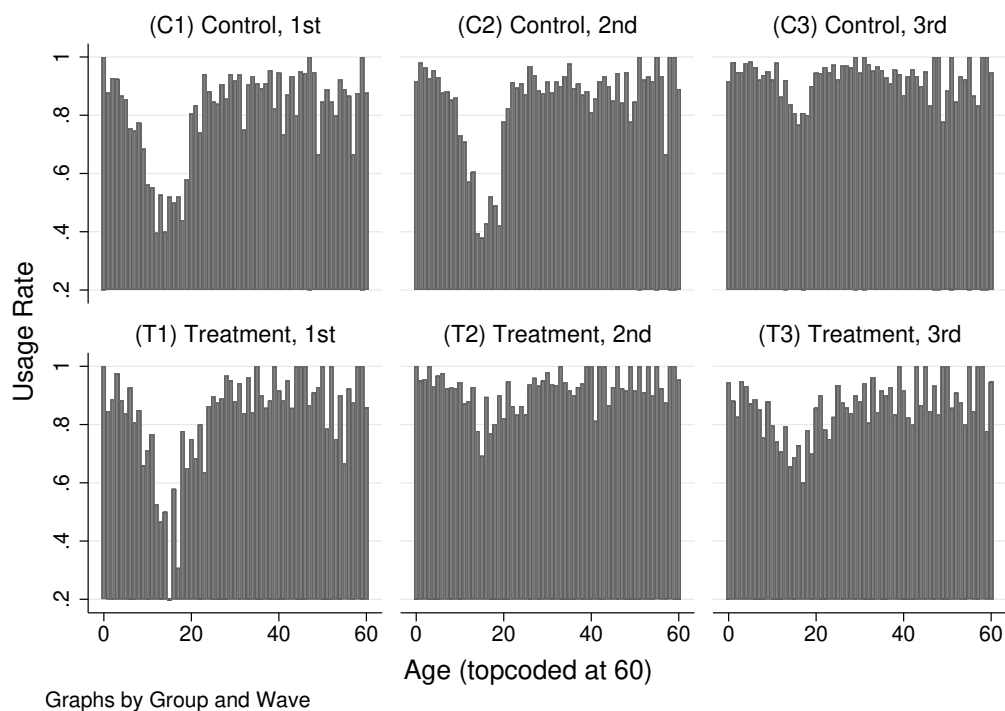 (C1) Control, 1st
(C2) Control, 2nd
(C3) Control, 3rd
1
.8
.6
.4
.2
Usage Rate
(T1) Treatment, 1st
(T2) Treatment, 2nd
(T3) Treatment, 3rd
1
.8
.6
.4
.2
0 20 40 60
0 20 40 60
0 20 40 60
Age (topcoded at 60)
Graphs by Group and Wave